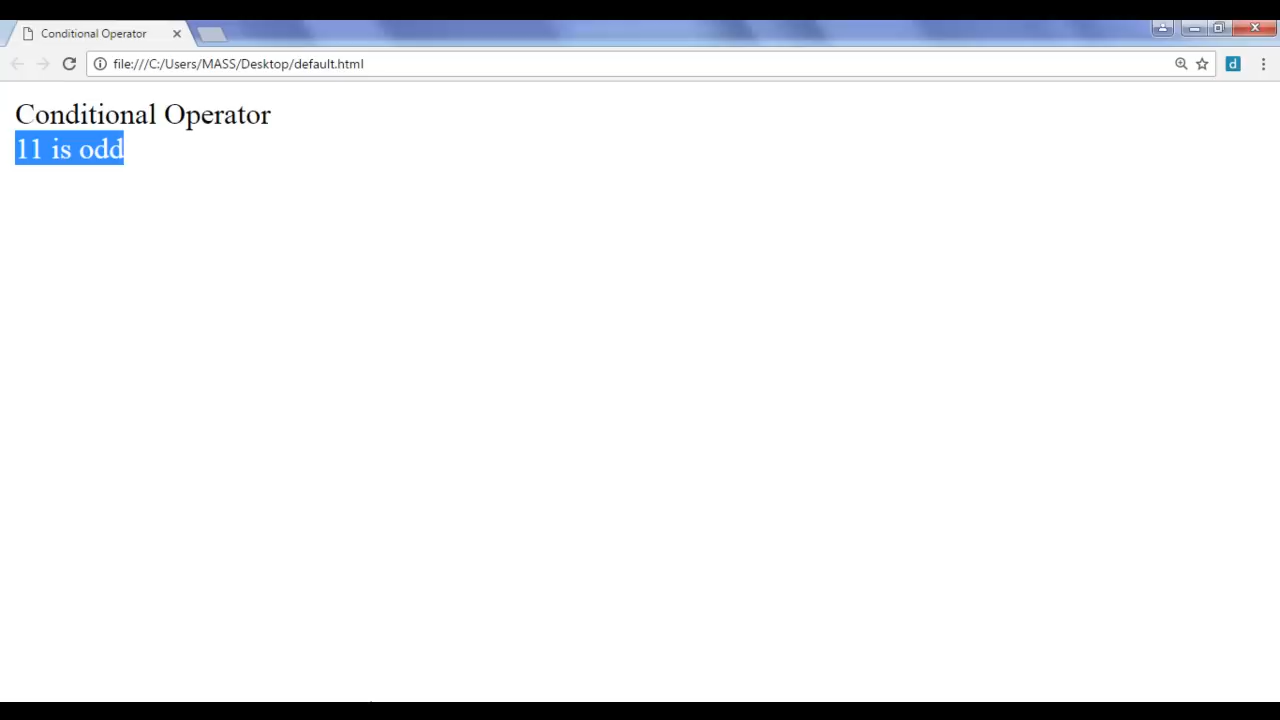 Conditional Operator
file:///C:/Users/MASS/Desktop/default.html
d
Conditional Operator
11 is odd